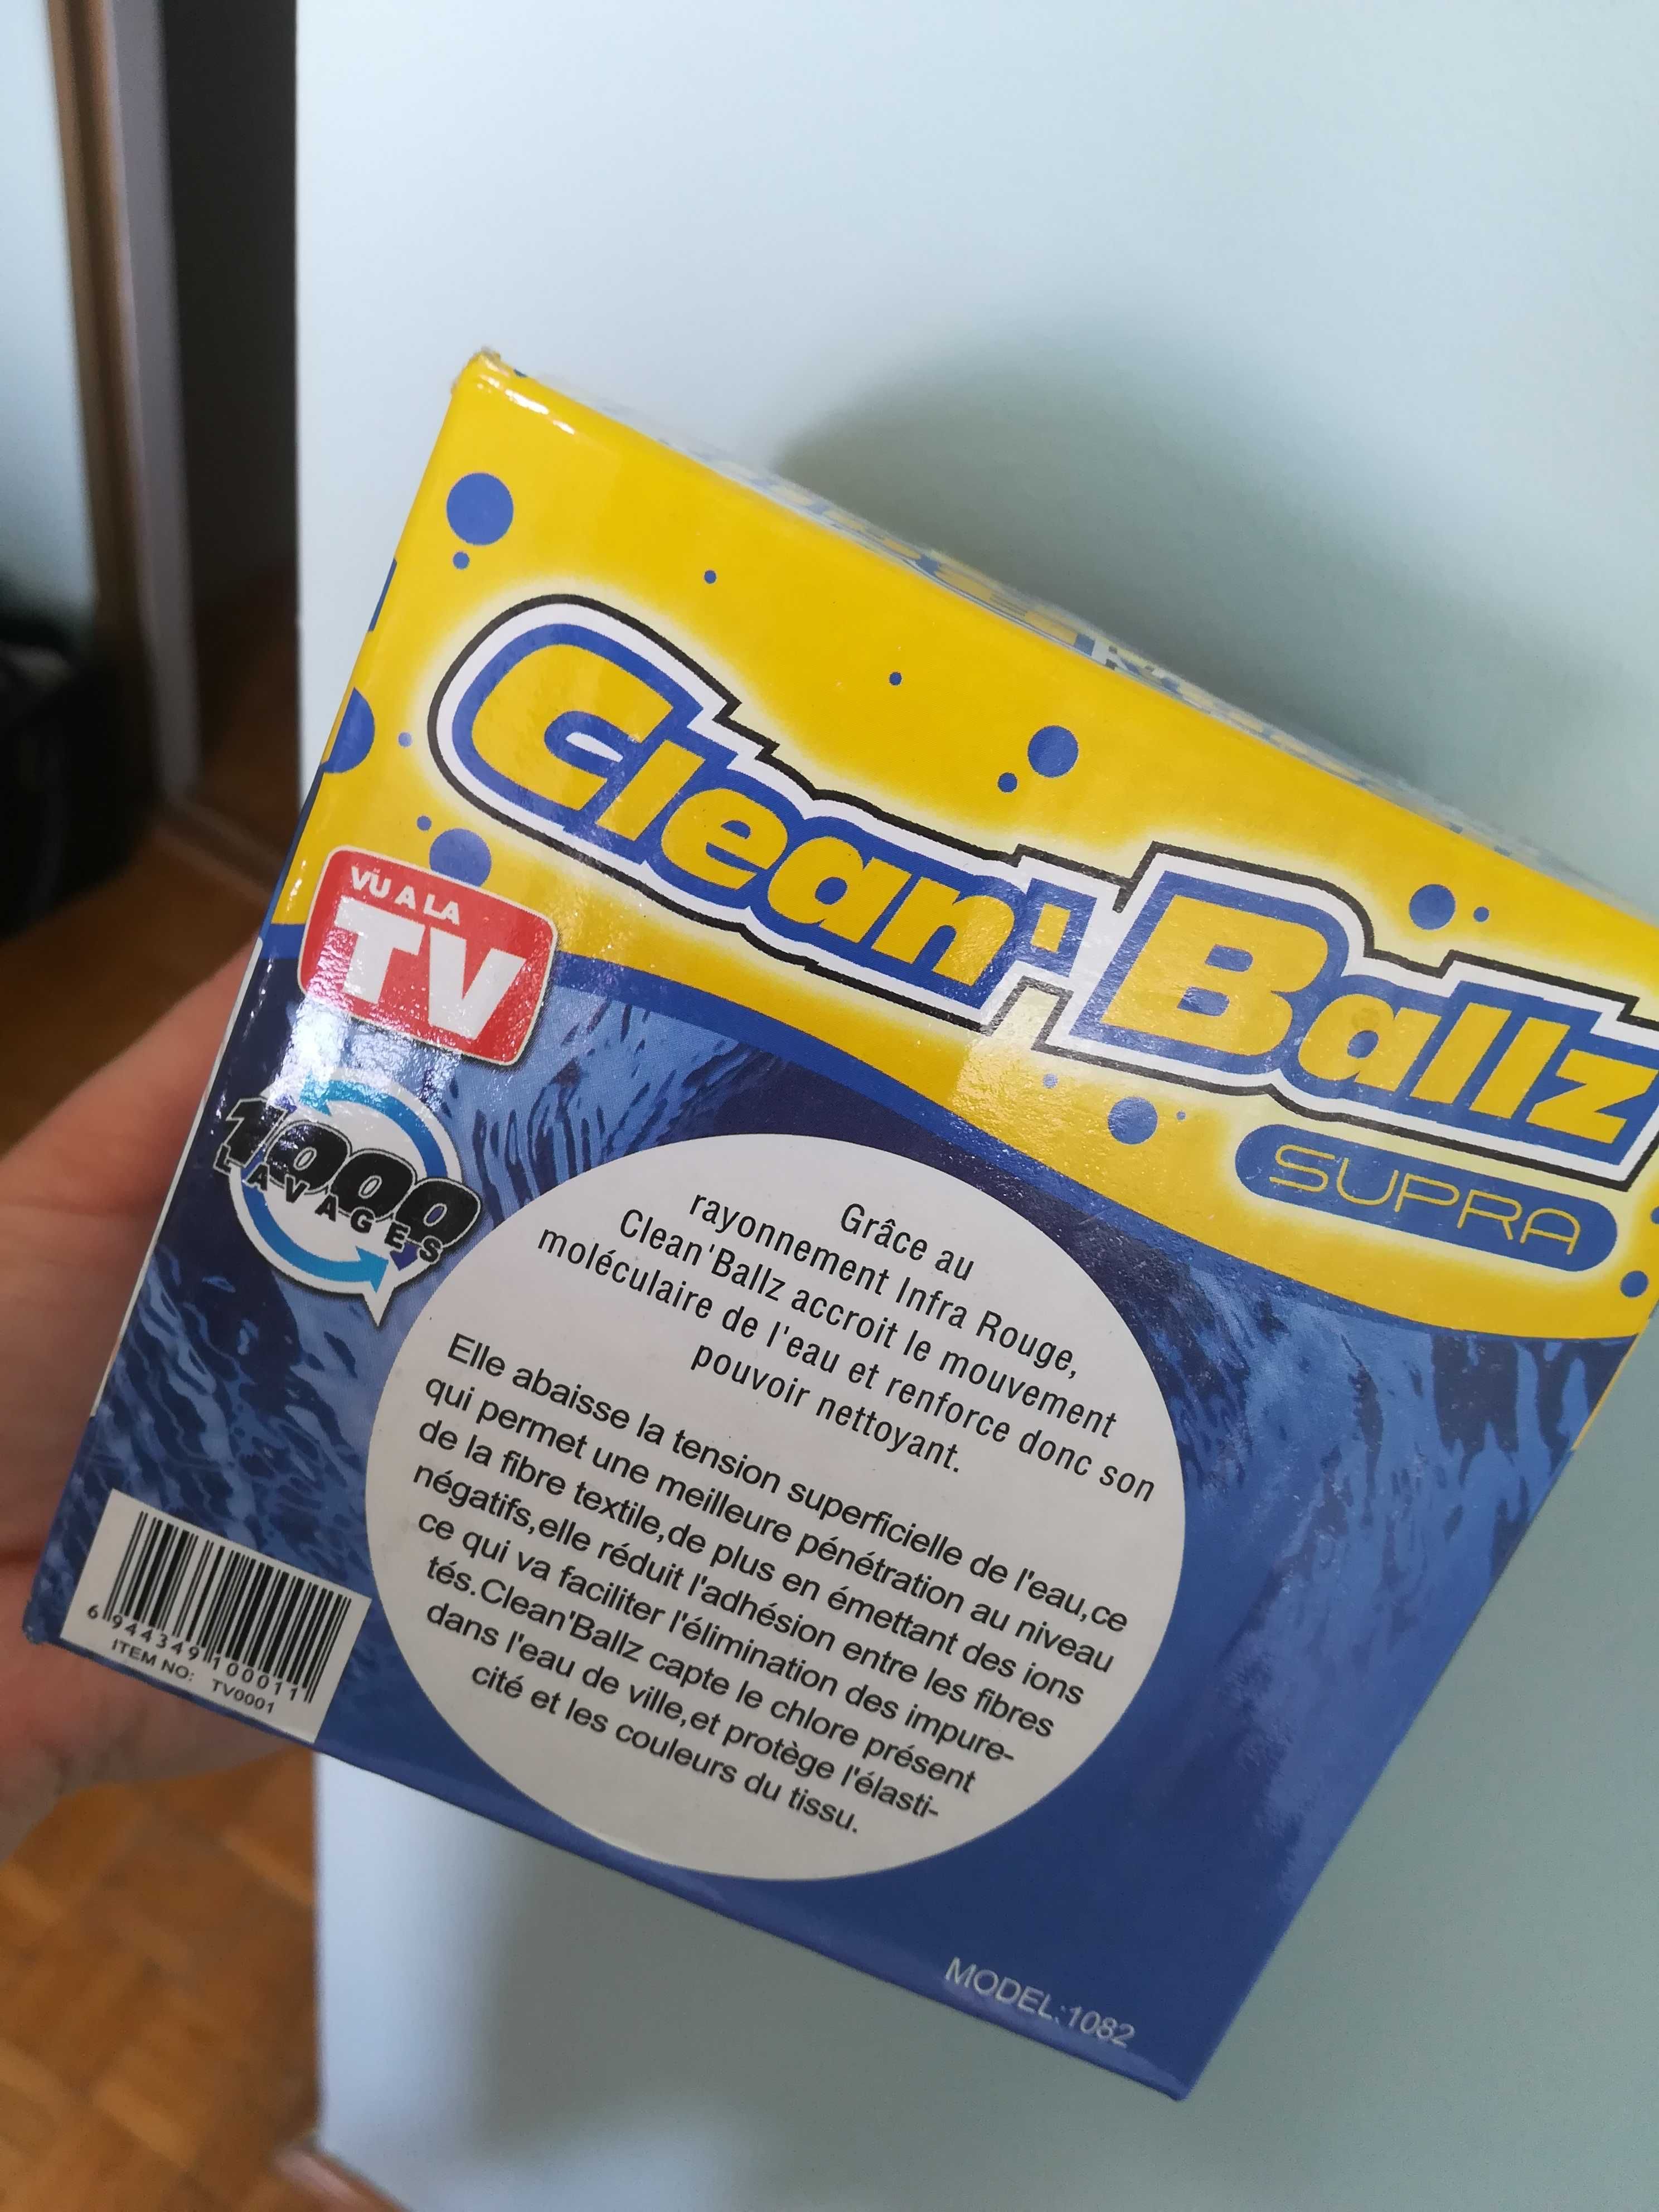 Clean'Ballz
SUPRA
VU A LA
TV
1000
LAVAGES
Grâce au
rayonnement Infra Rouge,
Clean'Ballz accroit le mouvement
moléculaire de l'eau et renforce donc son
pouvoir nettoyant.
Elle abaisse la tension superficielle de l'eau,ce
qui permet une meilleure pénétration au niveau
de la fibre textile,de plus en émettant des ions
négatifs,elle réduit l'adhésion entre les fibres
ce qui va faciliter l'élimination des impure-
tés.Clean'Ballz capte le chlore présent
dans l'eau de ville,et protège l'élasti-
cité et les couleurs du tissu.
6 944349 100011
ITEM NO: TV0001
MODEL:1082